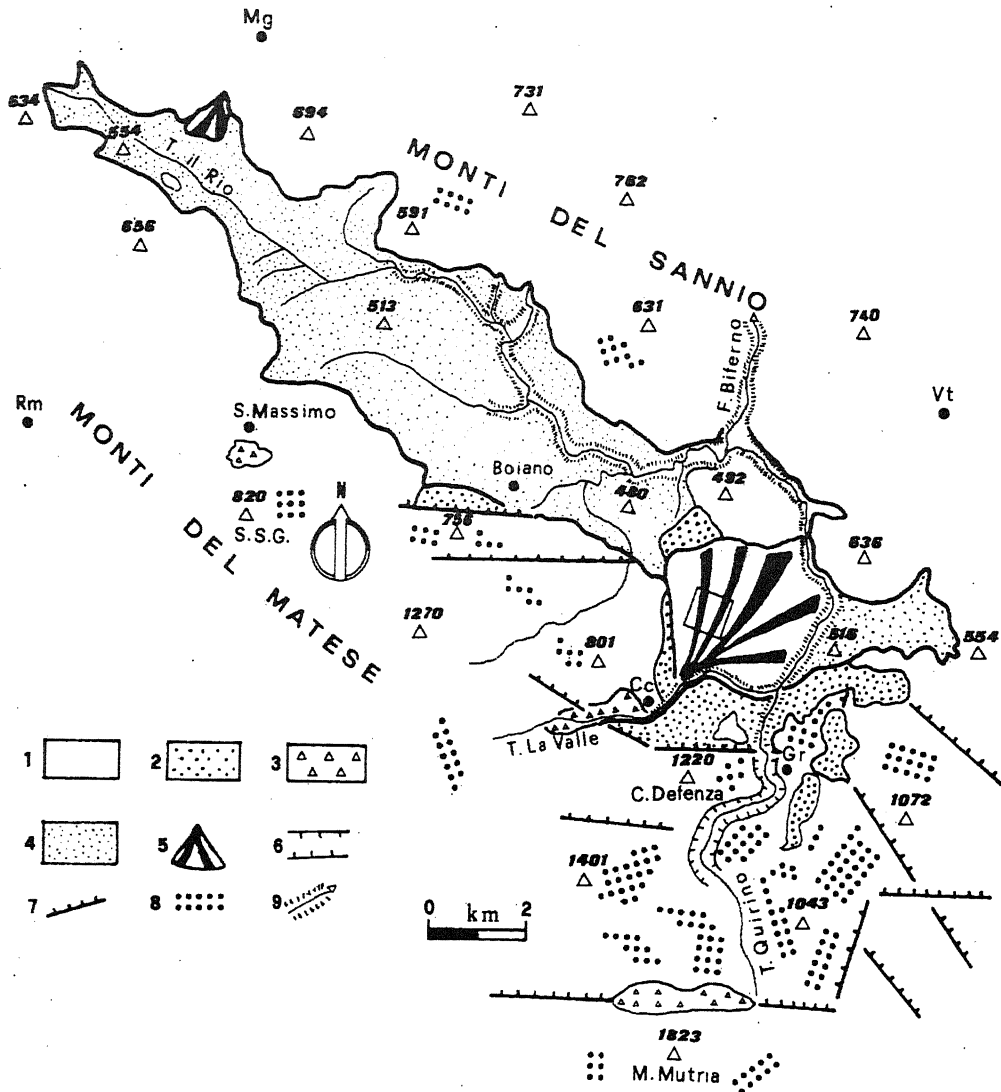 Mg
634
694
731
554
T. il Rio
MONTI
DEL
SANNIO
762
591
656
513
631
740
F. Biferno
Rm
S.Massimo
Vt
MONTI
DEL
MATESE
Boiano
480
492
820
S.S.G.
N
756
636
1270
801
516
554
Cc
T. La Valle
1
2
3
1220
Gr
C.Defenza
1072
4
5
6
1401
7
8
9
0 km 2
T.Quirino
1043
1823
M.Mutria